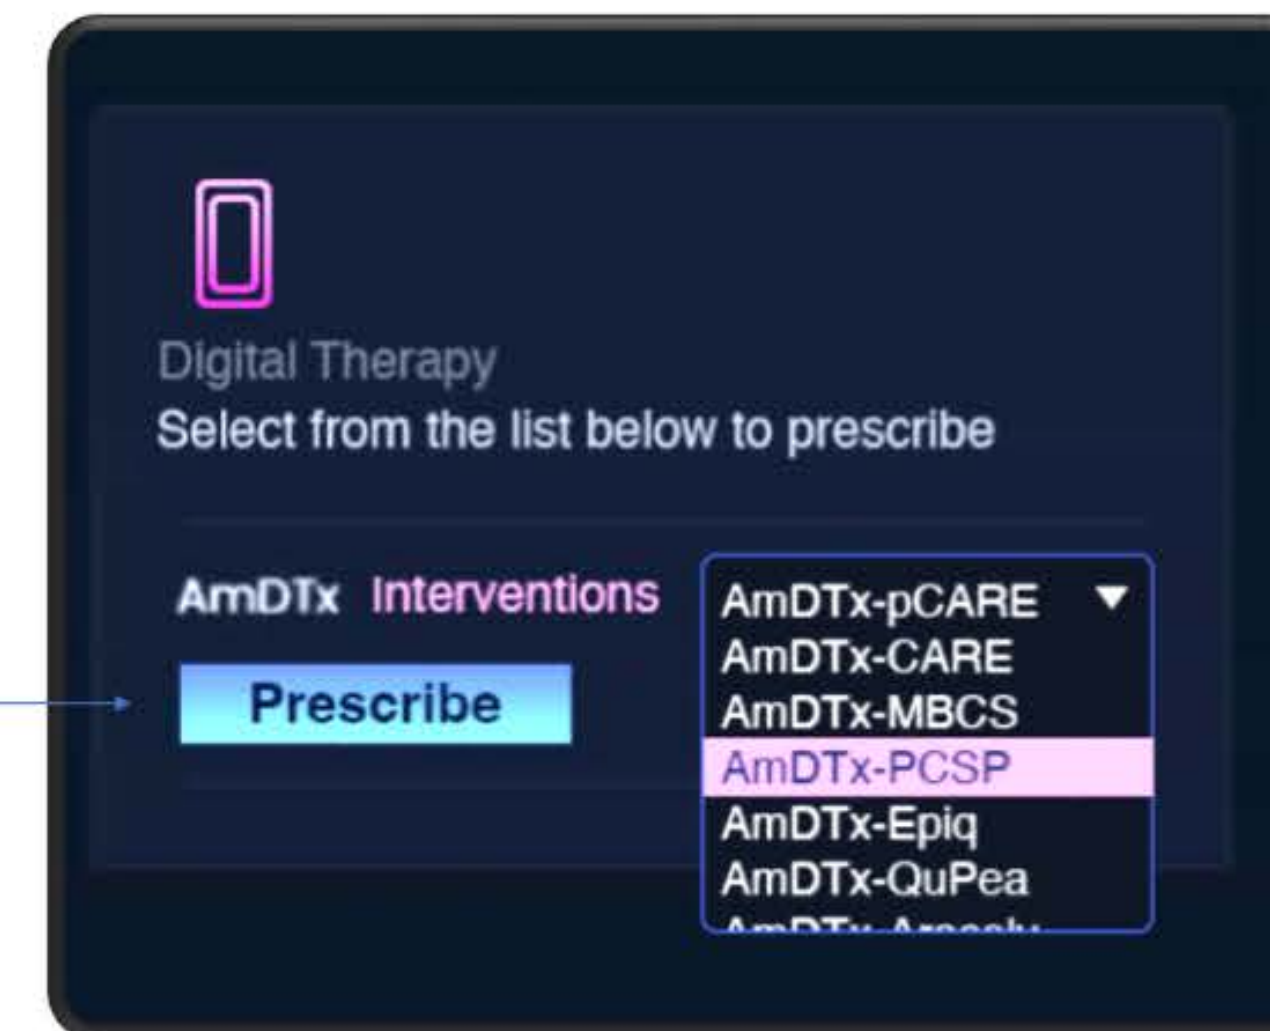 Digital Therapy
Select from the list below to prescribe
AmDTx Interventions
Prescribe
AmDTx-pCARE
AmDTx-CARE
AmDTx-MBCS
AmDTx-PCSP
AmDTx-Epiq
AmDTx-QuPea